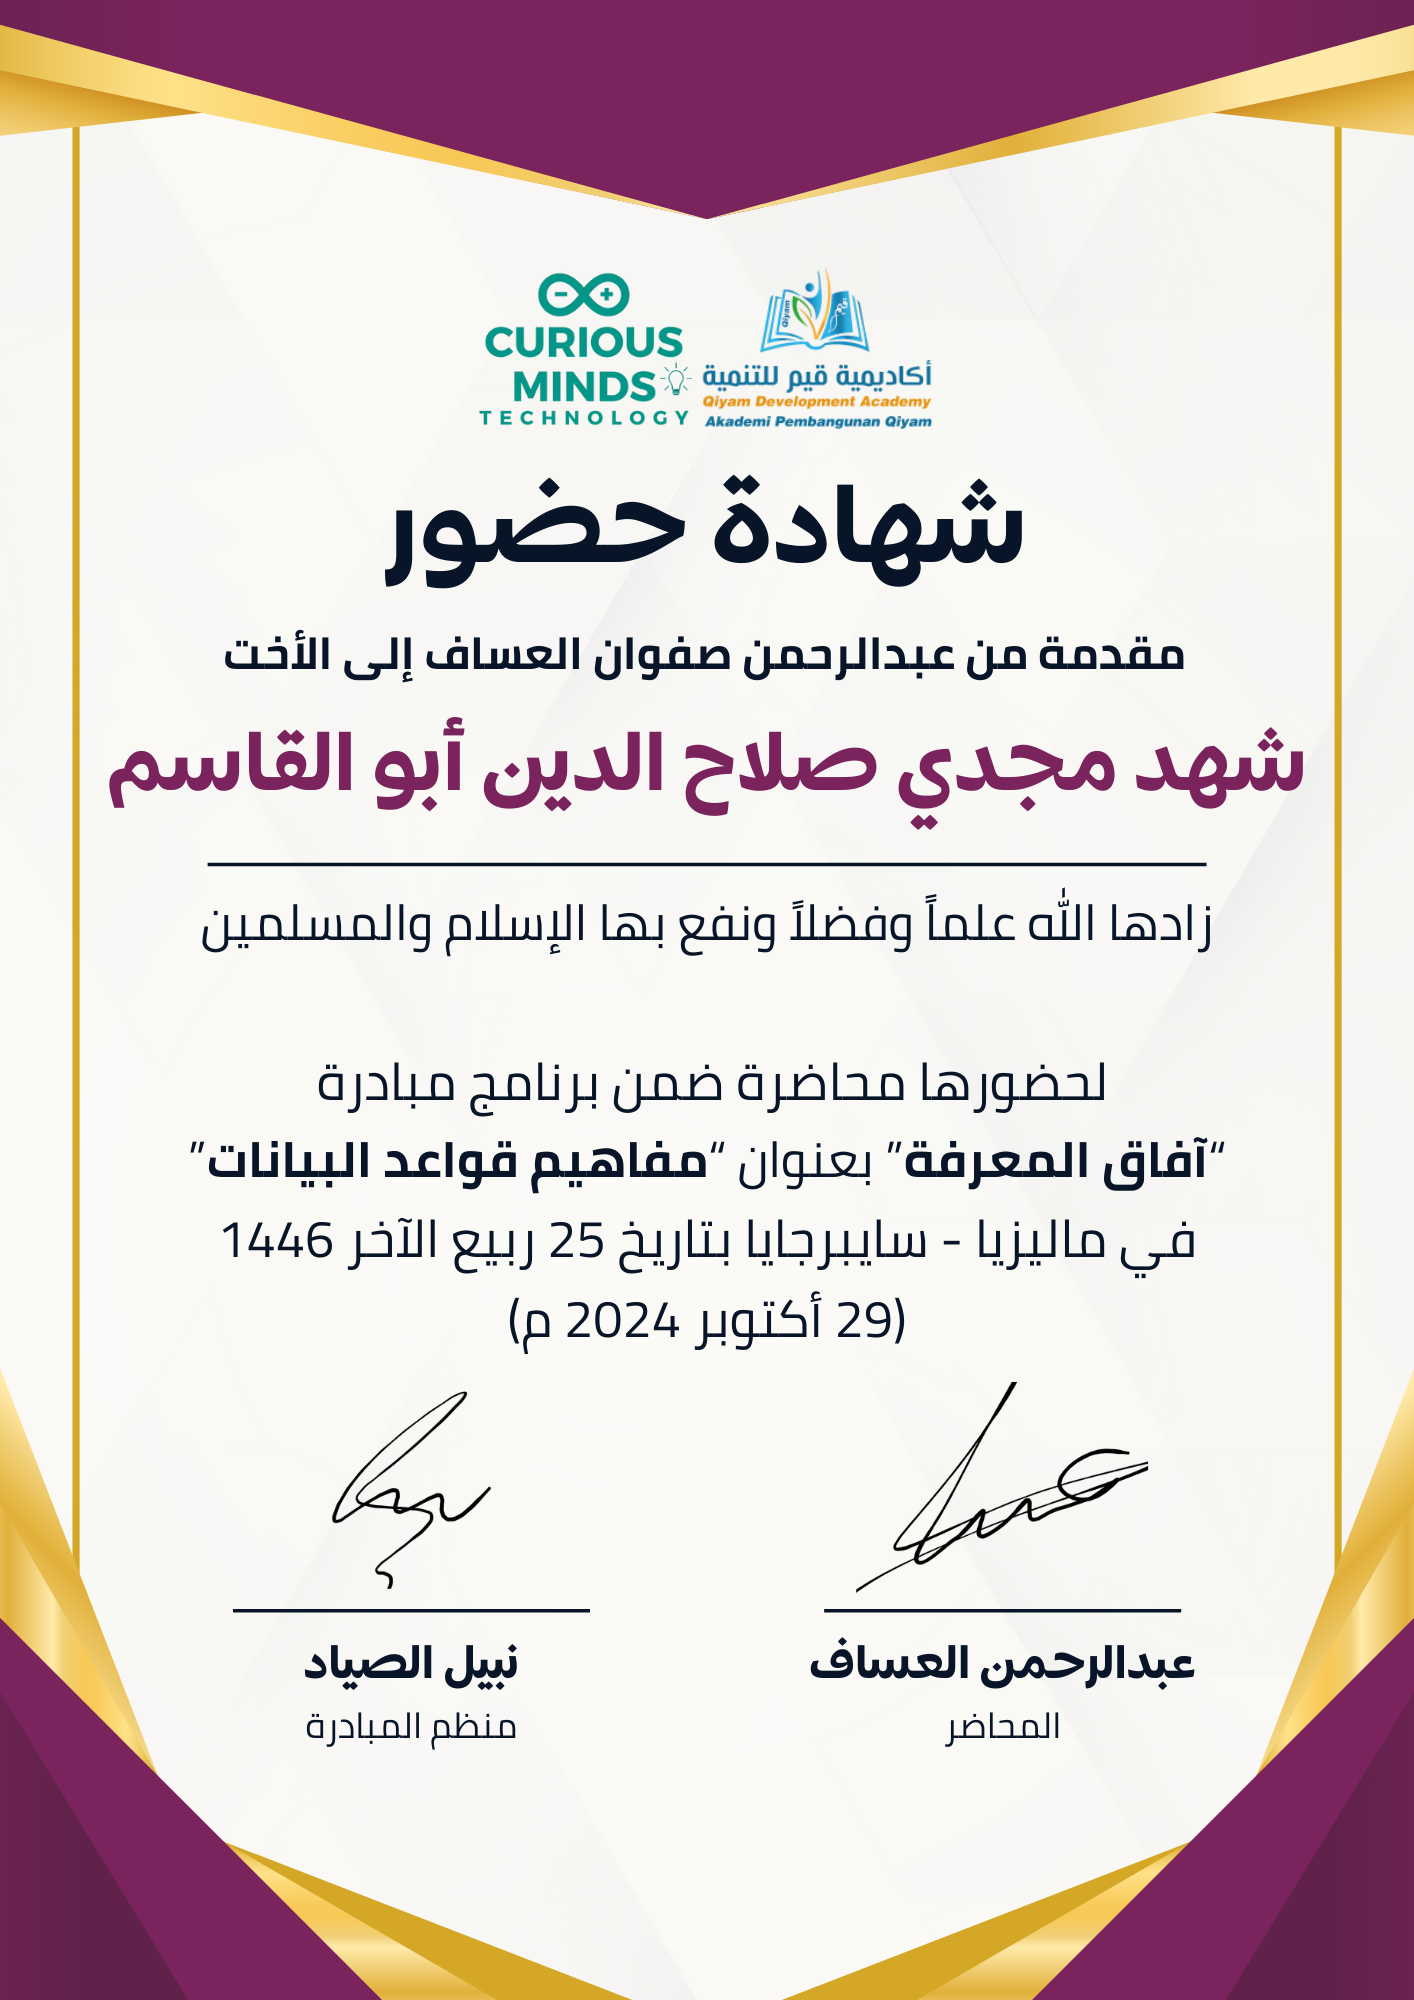 CURIOUS
MINDS
TECHNOLOGY
Qiyam
قيم
أكاديمية قيم للتنمية
Qiyam Development Academy
Akademi Pembangunan Qiyam
شهادة حضور
مقدمة من عبدالرحمن صفوان العساف إلى الأخت
شهد مجدي صلاح الدين أبو القاسم
زادها الله علماً وفضلاً ونفع بها الإسلام والمسلمين
لحضورها محاضرة ضمن برنامج مبادرة
“آفاق المعرفة” بعنوان “مفاهيم قواعد البيانات”
في ماليزيا - سايبرجايا بتاريخ 25 ربيع الآخر 1446
(29 أكتوبر 2024 م)
عبدالرحمن العساف
المحاضر
نبيل الصياد
منظم المبادرة